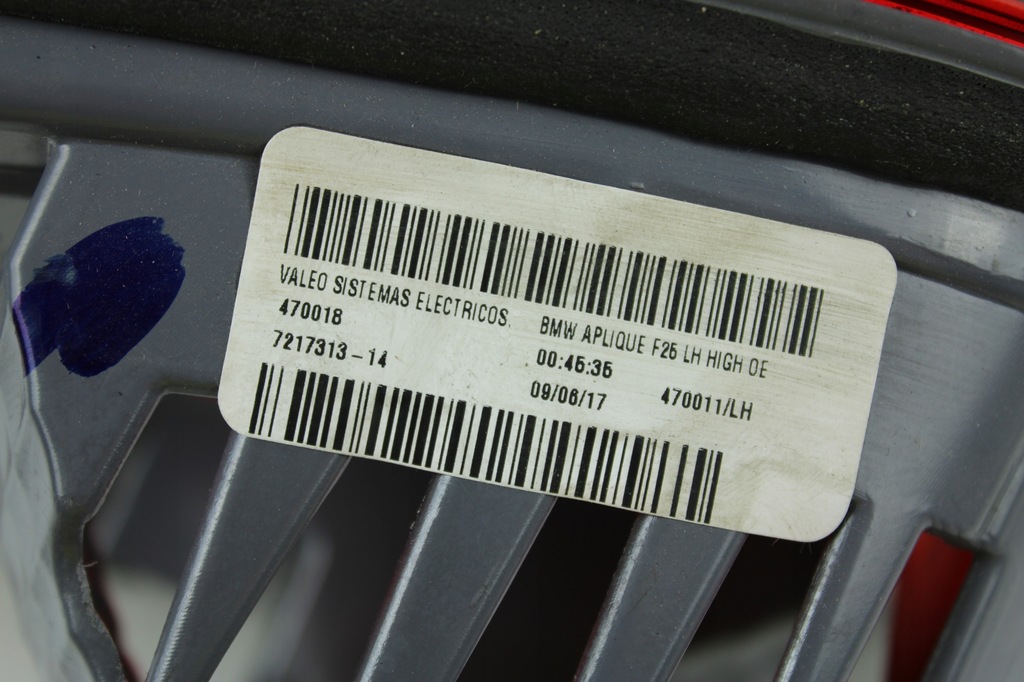 VALEO SISTEMAS ELECTRICOS.
BMW APLIQUE F25 LH HIGH OE
470018
00:45:35
7217313-14
09/06/17
470011/LH